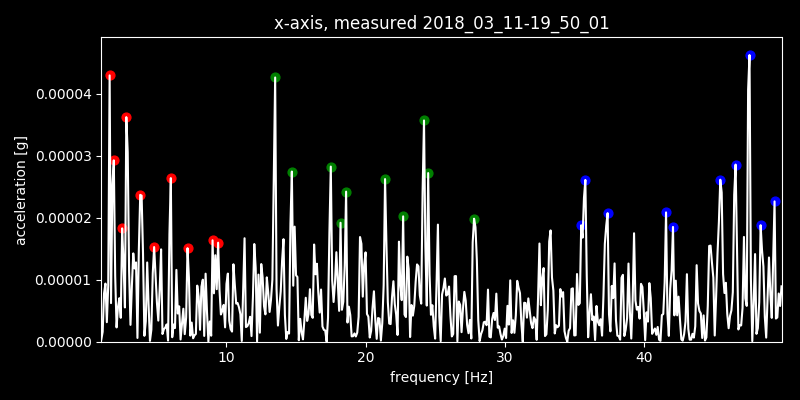 x-axis, measured 2018_03_11-19_50_01
0.00004
0.00003
0.00002
0.00001
0.00000
acceleration [g]
10 20 30 40
frequency [Hz]